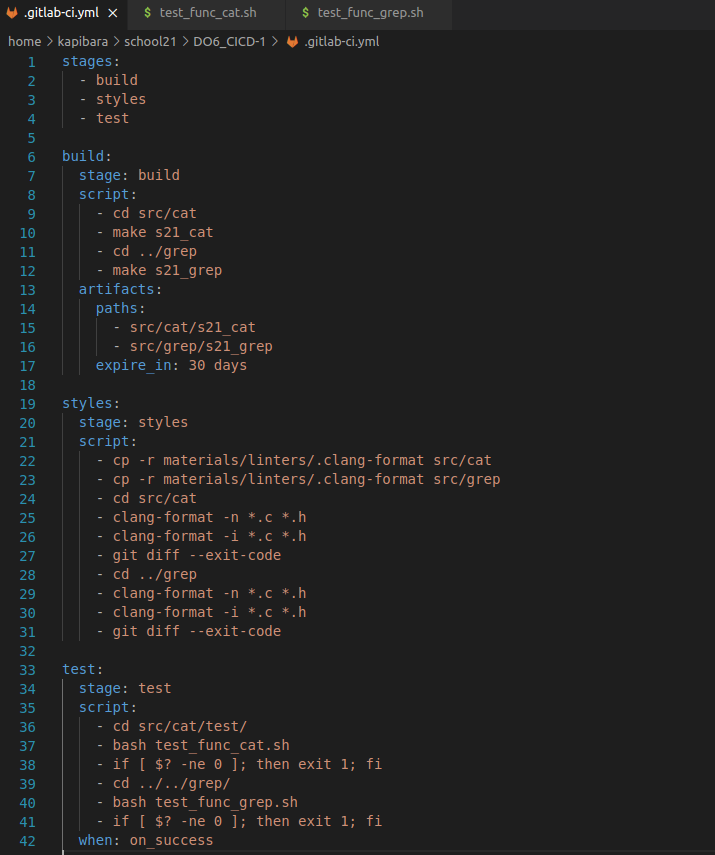 .gitlab-ci.yml × $ test_func_cat.sh $ test_func_grep.sh
home > kapibara > school21 > DO6_CICD-1 > .gitlab-ci.yml
1 stages:
2   - build
3   - styles
4   - test
5
6 build:
7   stage: build
8   script:
9     - cd src/cat
10     - make s21_cat
11     - cd ../grep
12     - make s21_grep
13   artifacts:
14     paths:
15       - src/cat/s21_cat
16       - src/grep/s21_grep
17     expire_in: 30 days
18
19 styles:
20   stage: styles
21   script:
22     - cp -r materials/linters/.clang-format src/cat
23     - cp -r materials/linters/.clang-format src/grep
24     - cd src/cat
25     - clang-format -n *.c *.h
26     - clang-format -i *.c *.h
27     - git diff --exit-code
28     - cd ../grep
29     - clang-format -n *.c *.h
30     - clang-format -i *.c *.h
31     - git diff --exit-code
32
33 test:
34   stage: test
35   script:
36     - cd src/cat/test/
37     - bash test_func_cat.sh
38     - if [ $? -ne 0 ]; then exit 1; fi
39     - cd ../../grep/
40     - bash test_func_grep.sh
41     - if [ $? -ne 0 ]; then exit 1; fi
42   when: on_success